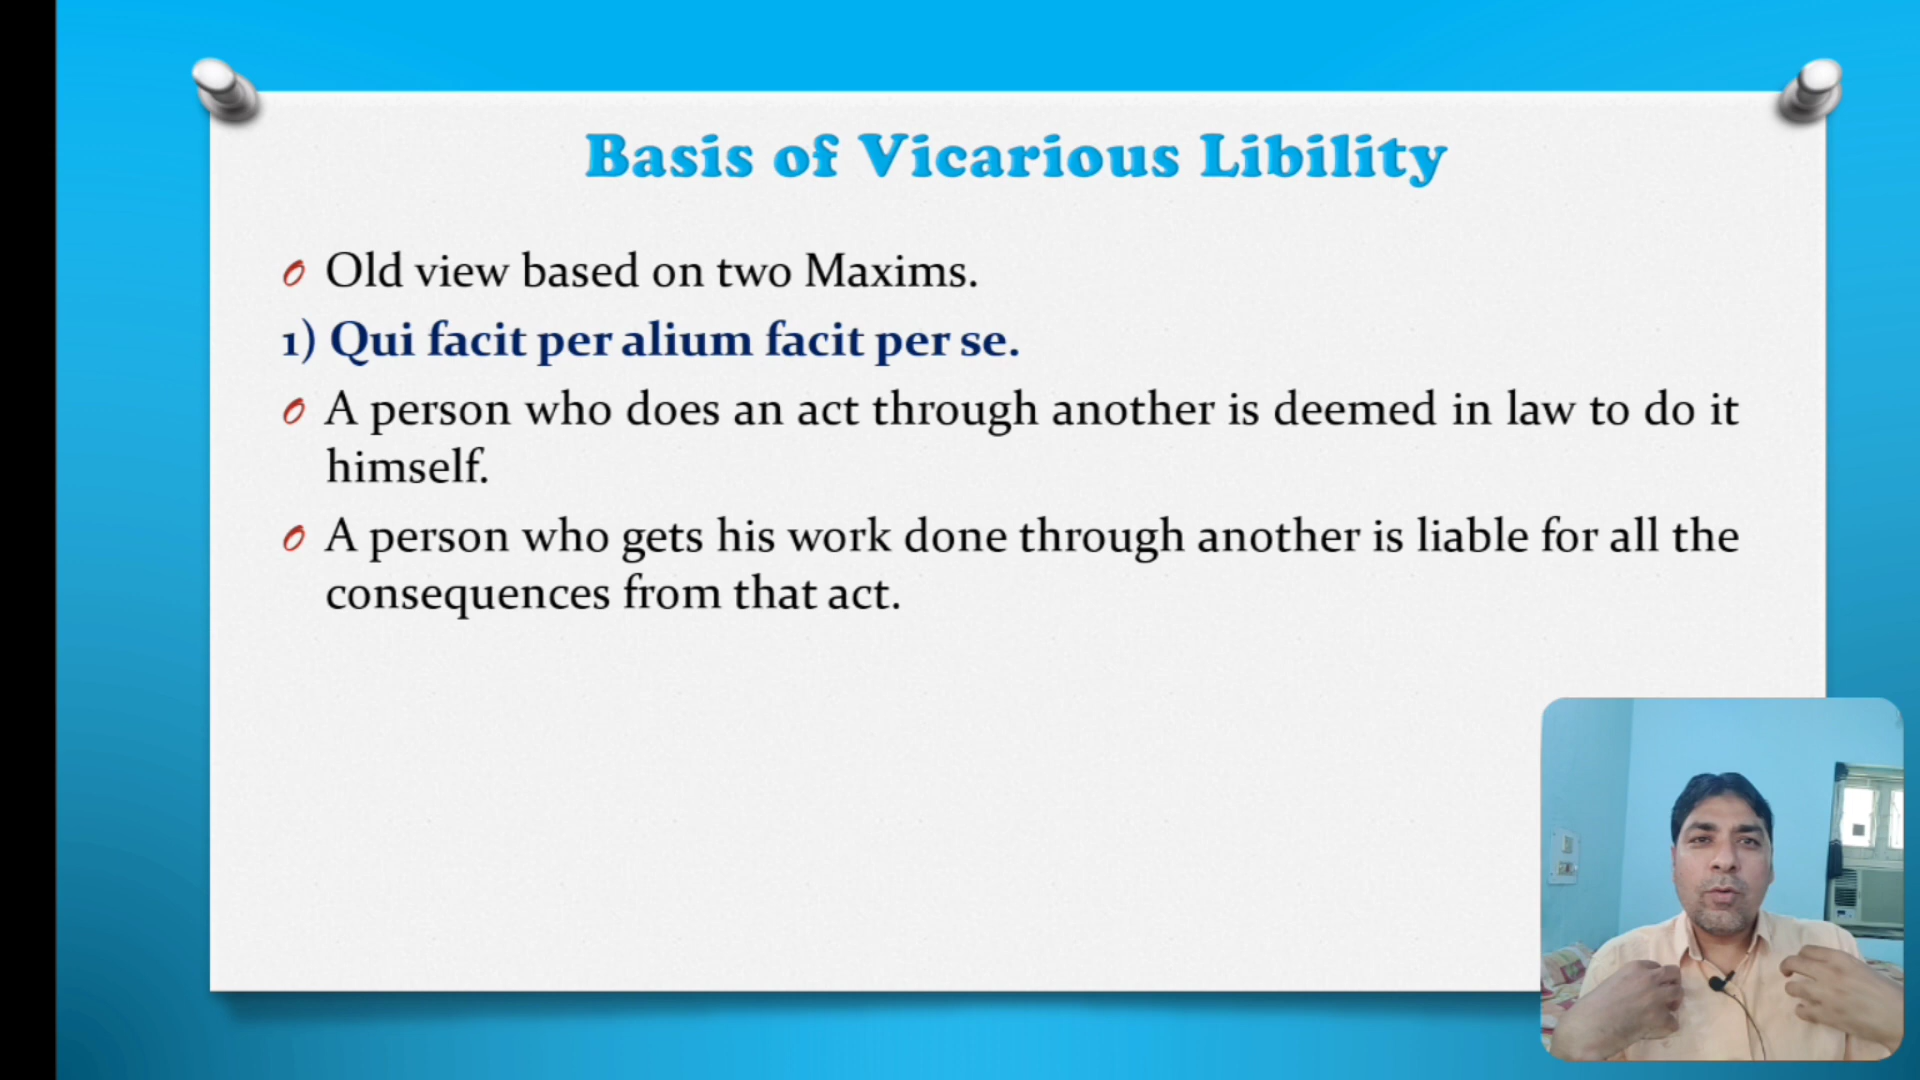 Basis of Vicarious Libility
Old view based on two Maxims.
1) Qui facit per alium facit per se.
A person who does an act through another is deemed in law to do it
himself.
A person who gets his work done through another is liable for all the
consequences from that act.